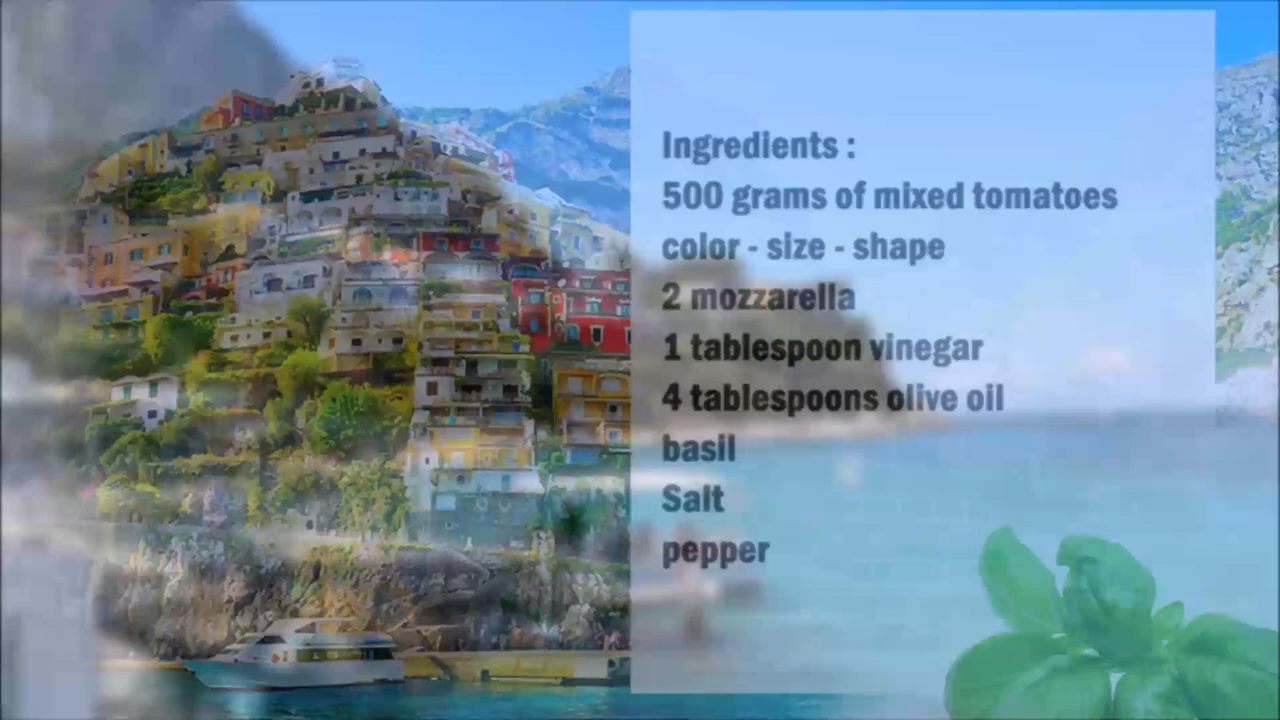 Ingredients :
500 grams of mixed tomatoes
color - size - shape
2 mozzarella
1 tablespoon vinegar
4 tablespoons olive oil
basil
Salt
pepper